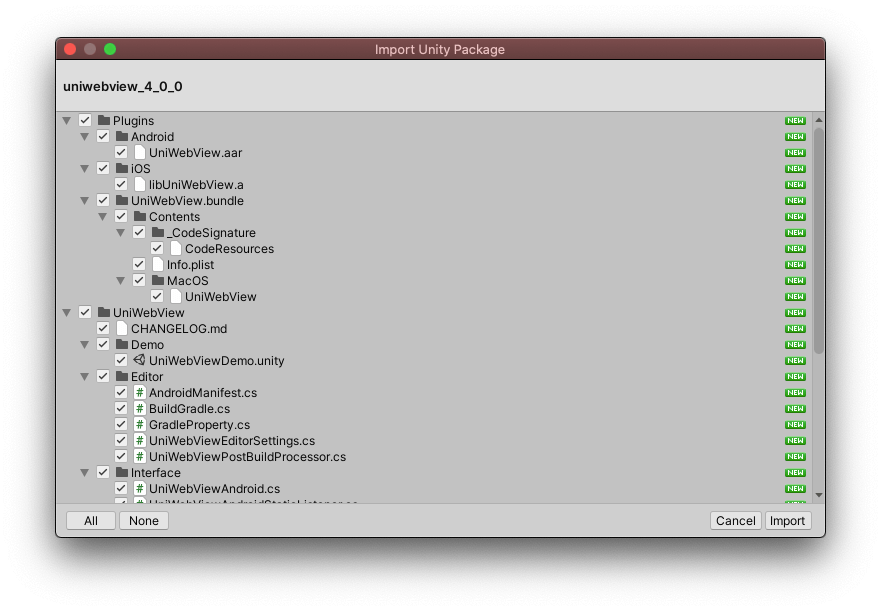 Import Unity Package
uniwebview_4_0_0
Plugins NEW
Android NEW
UniWebView.aar NEW
iOS NEW
libUniWebView.a NEW
UniWebView.bundle NEW
Contents NEW
_CodeSignature NEW
CodeResources NEW
Info.plist NEW
MacOS NEW
UniWebView NEW
UniWebView NEW
CHANGELOG.md NEW
Demo NEW
UniWebViewDemo.unity NEW
Editor NEW
# AndroidManifest.cs NEW
# BuildGradle.cs NEW
# GradleProperty.cs NEW
# UniWebViewEditorSettings.cs NEW
# UniWebViewPostBuildProcessor.cs NEW
Interface NEW
# UniWebViewAndroid.cs NEW
All None Cancel Import